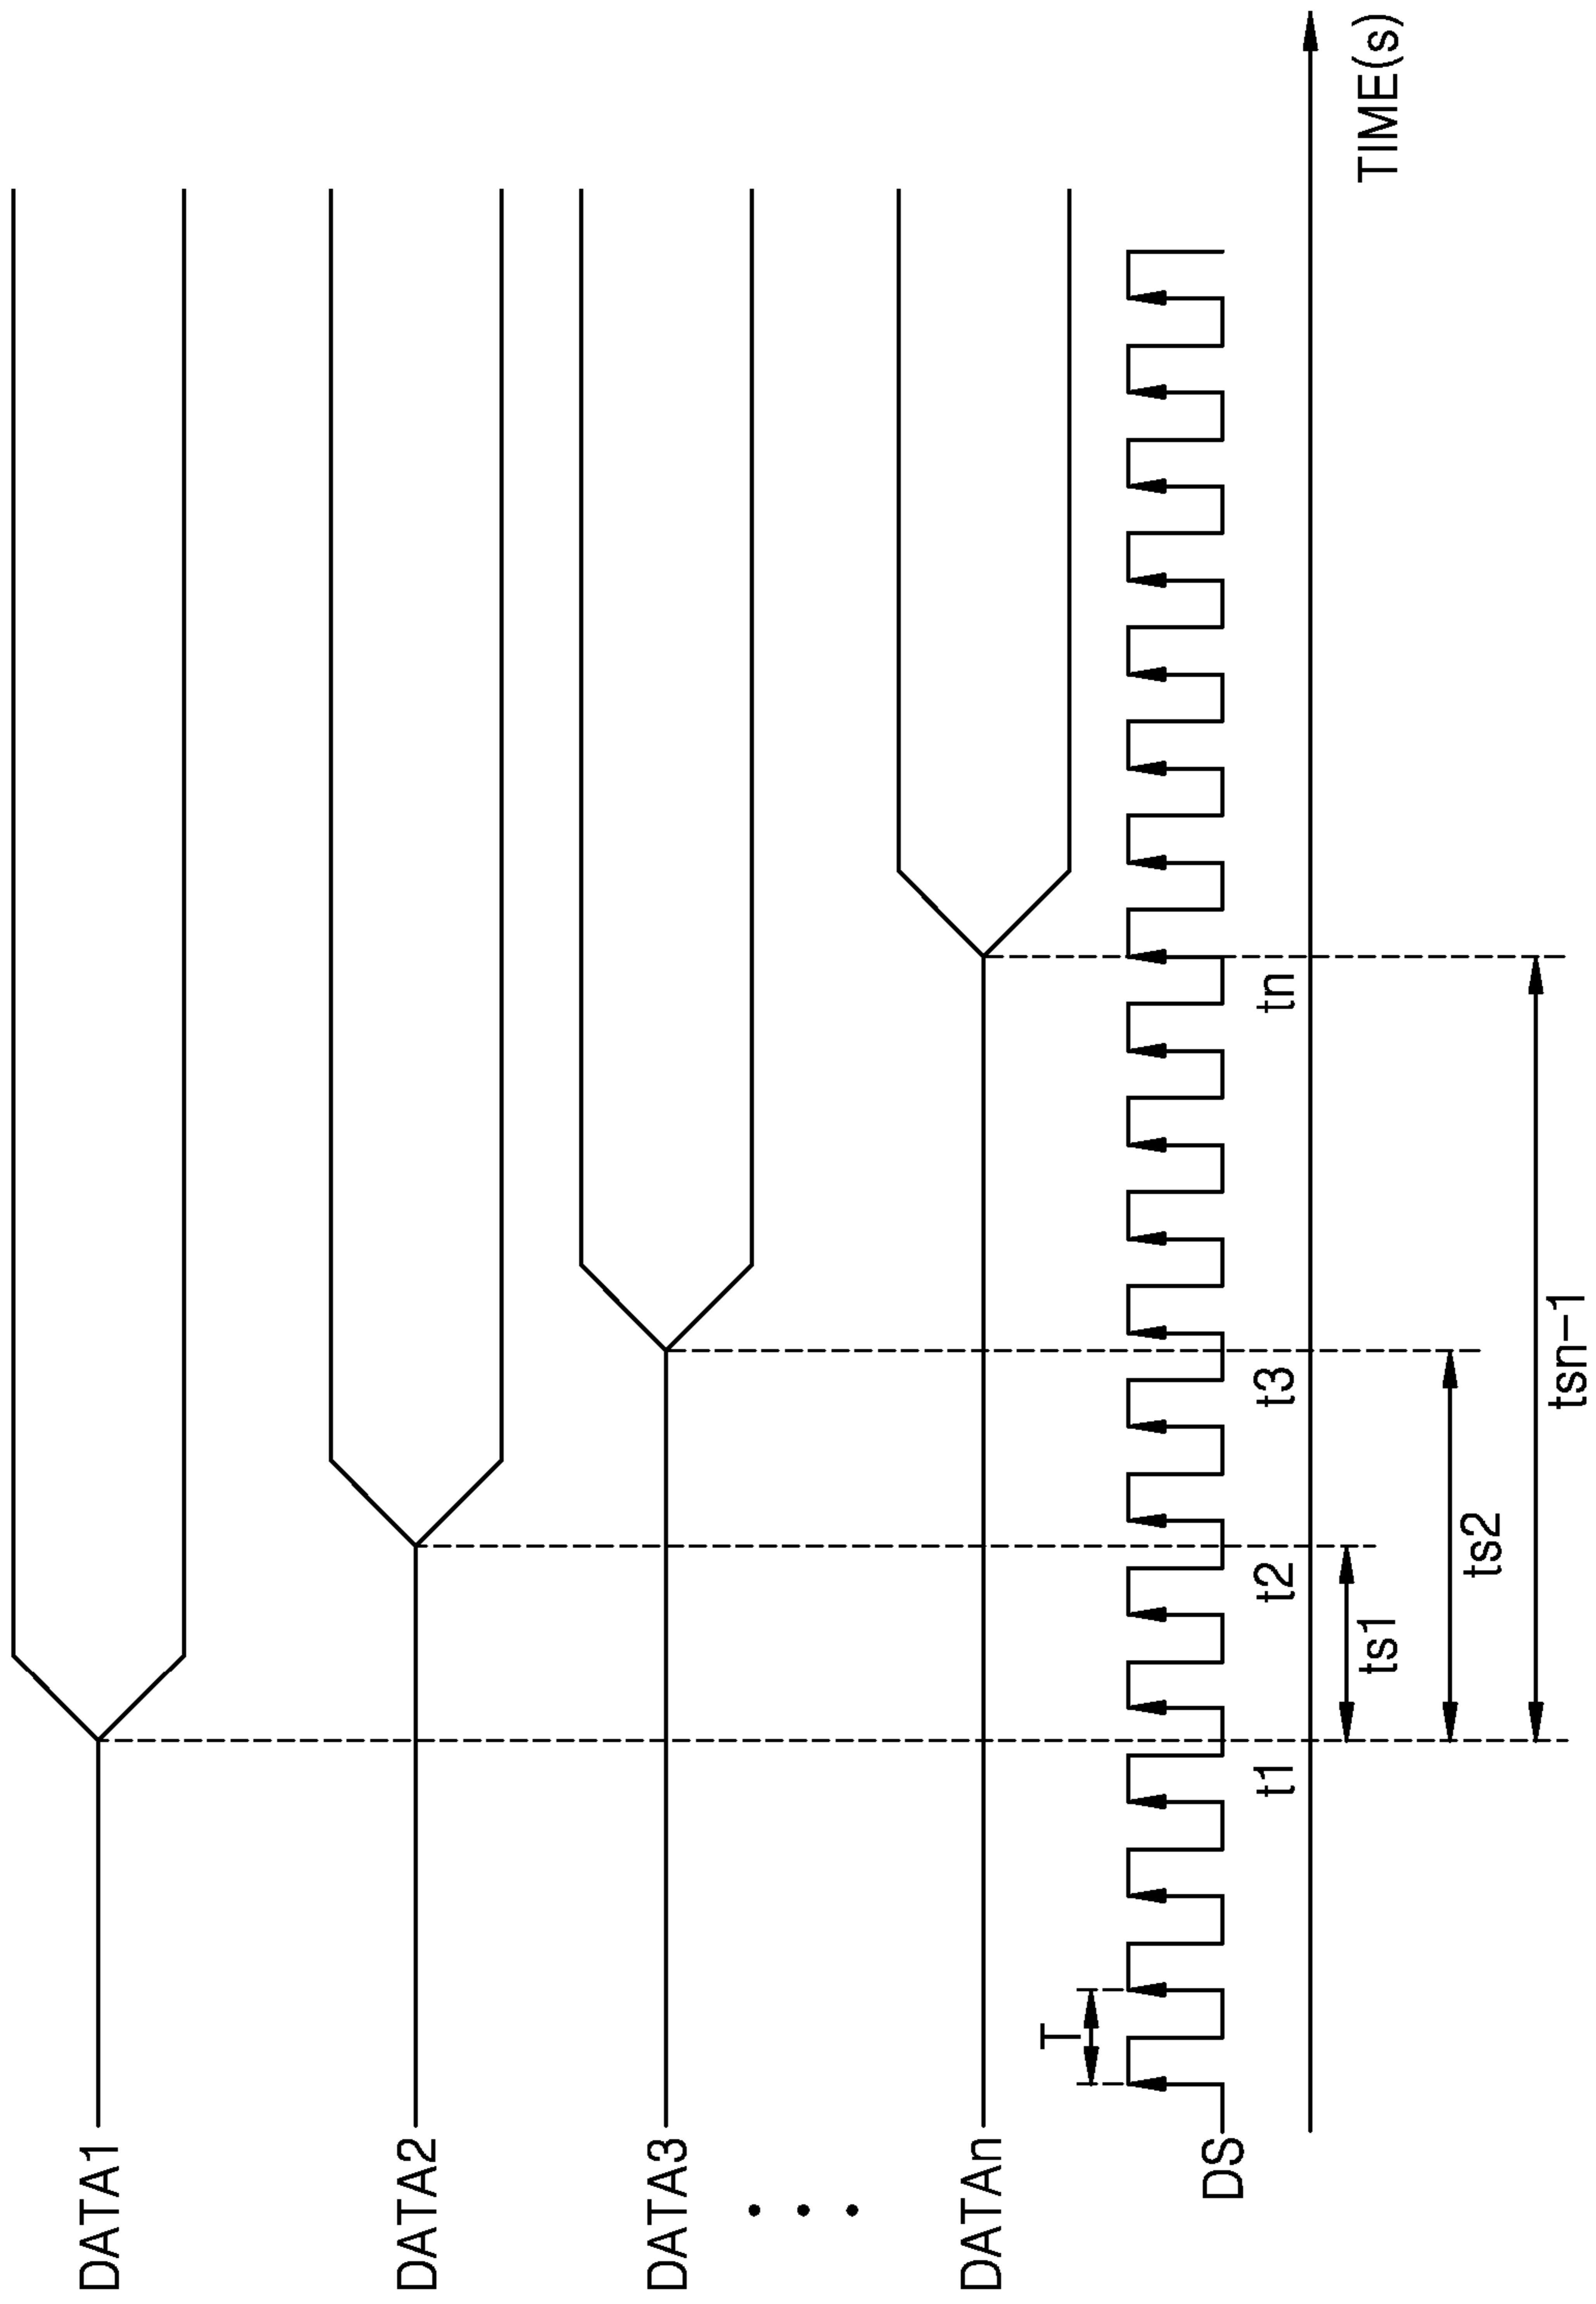 DATA1
DATA2
DATA3
DATAn
T
DS
t1
t2
t3
tn
TIME(s)
ts1
ts2
tsn-1